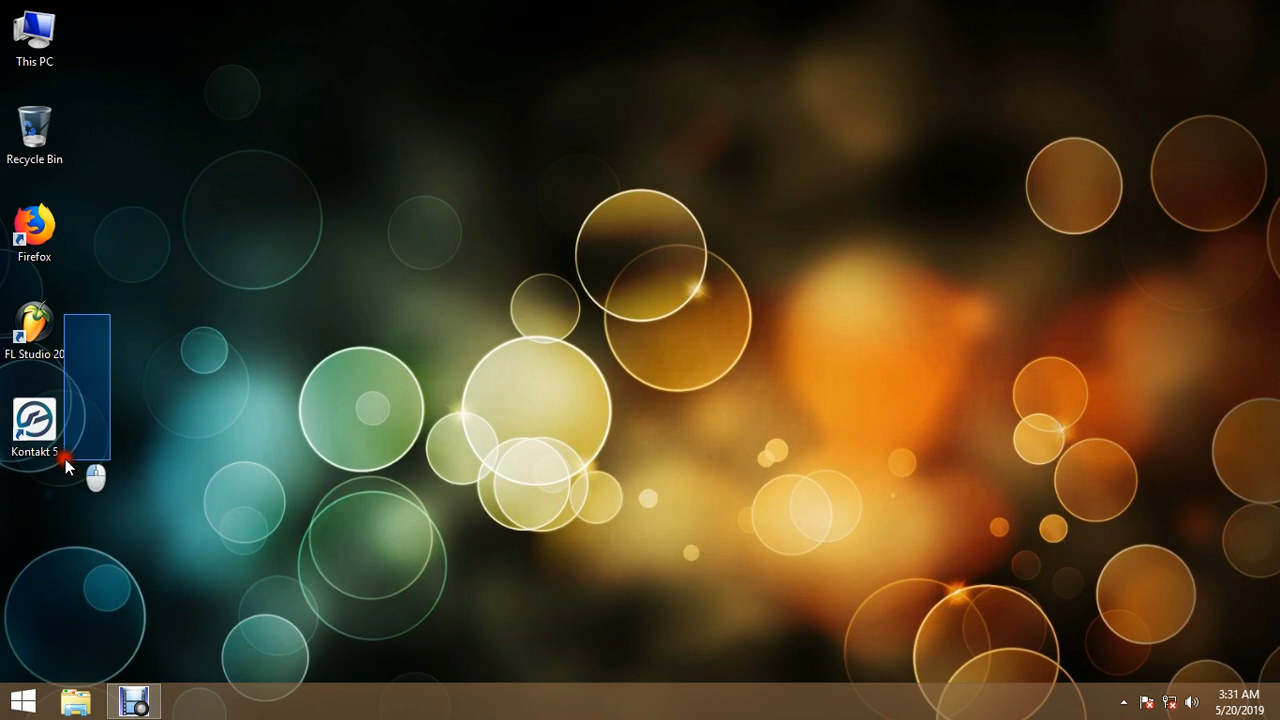 This PC
Recycle Bin
Firefox
FL Studio 20
Kontakt 5
3:31 AM
5/20/2019